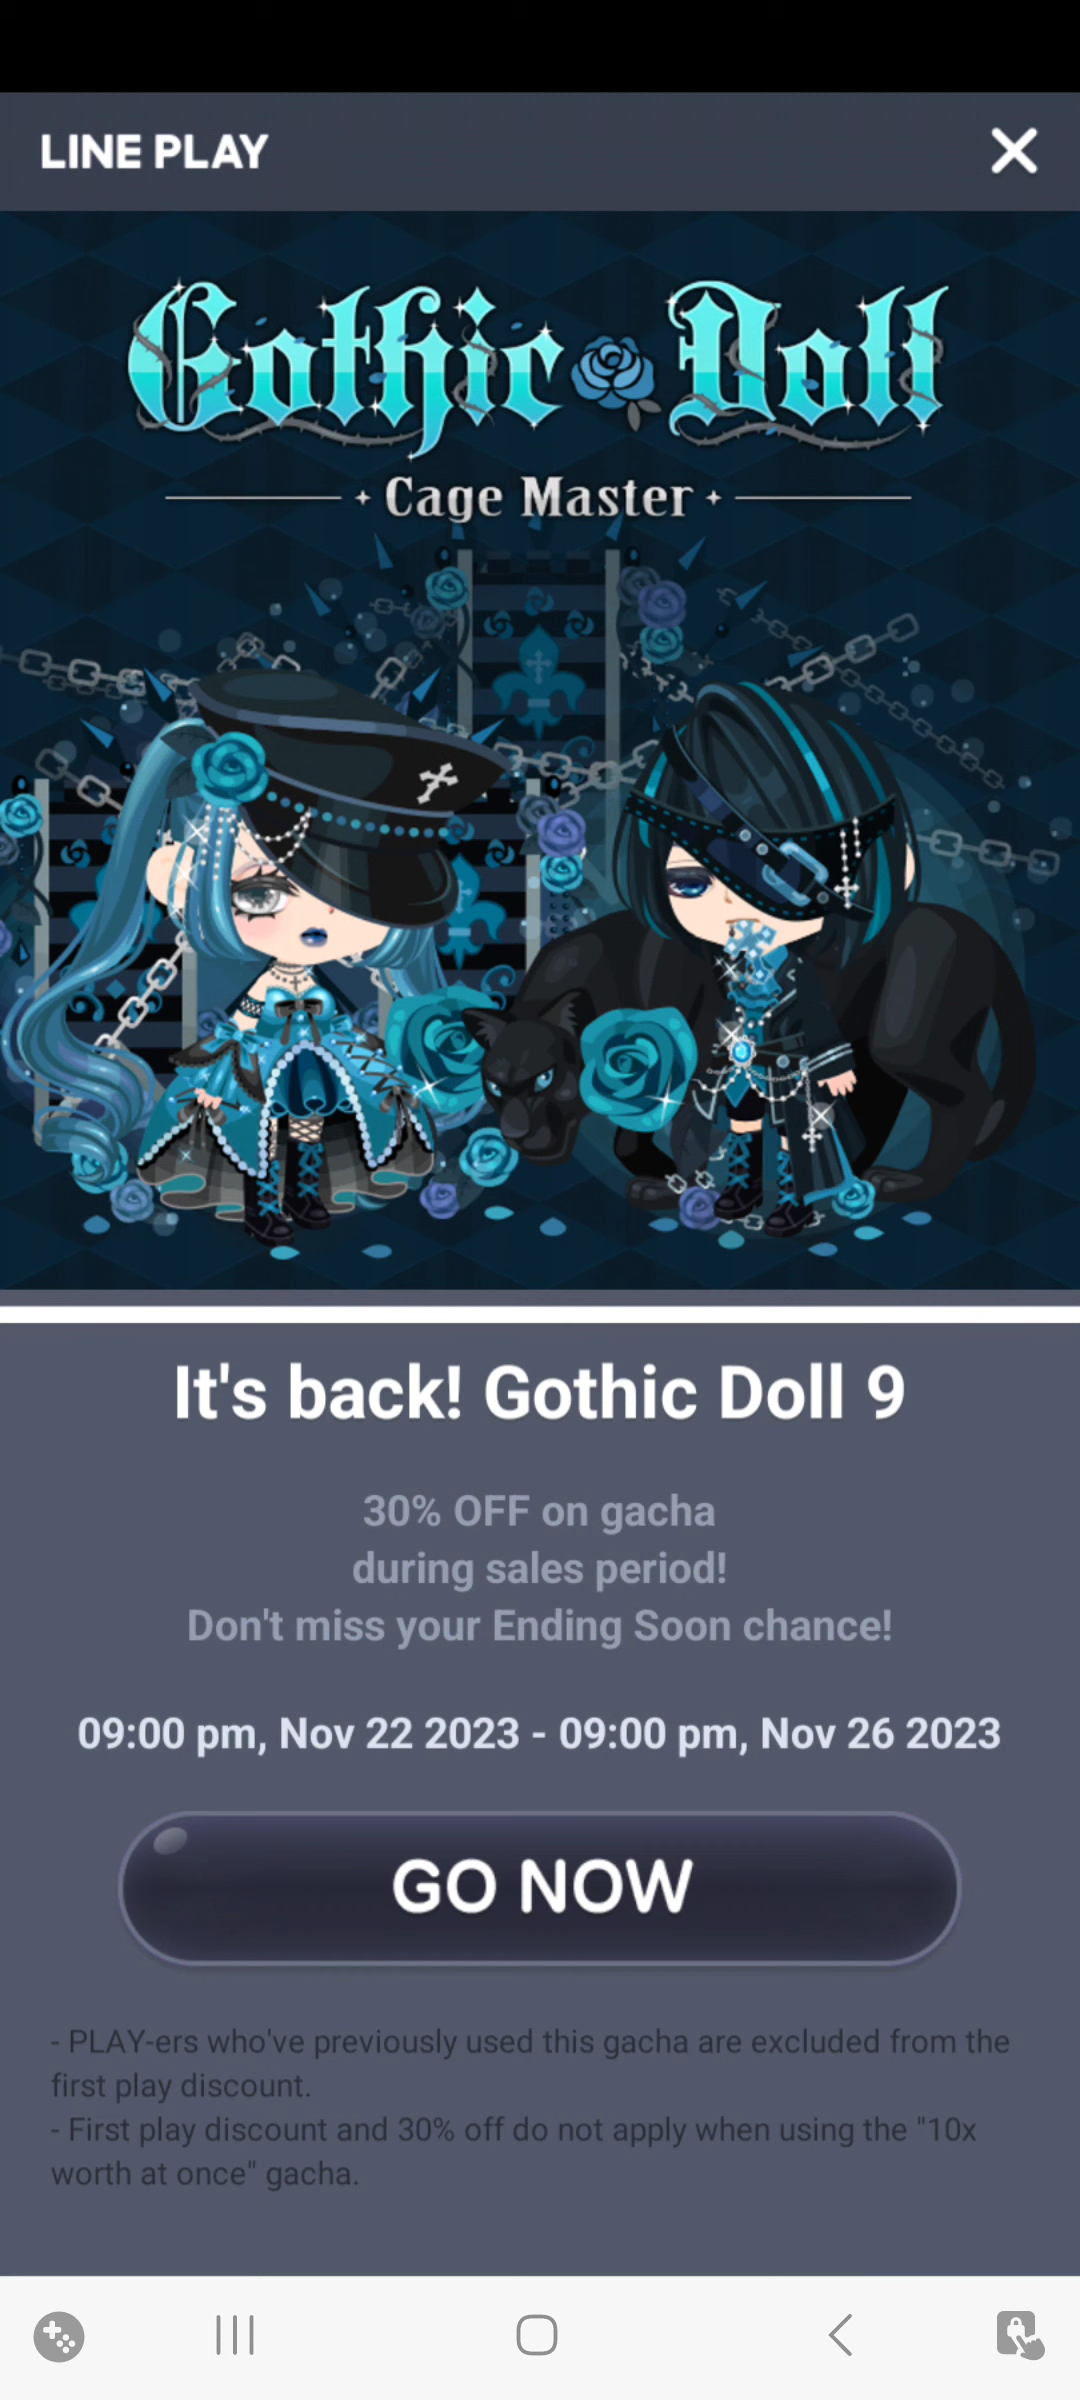 LINE PLAY
Gothic Doll
Cage Master
It's back! Gothic Doll 9
30% OFF on gacha
during sales period!
Don't miss your Ending Soon chance!
09:00 pm, Nov 22 2023 - 09:00 pm, Nov 26 2023
GO NOW
- PLAY-ers who've previously used this gacha are excluded from the
first play discount.
- First play discount and 30% off do not apply when using the "10x
worth at once" gacha.